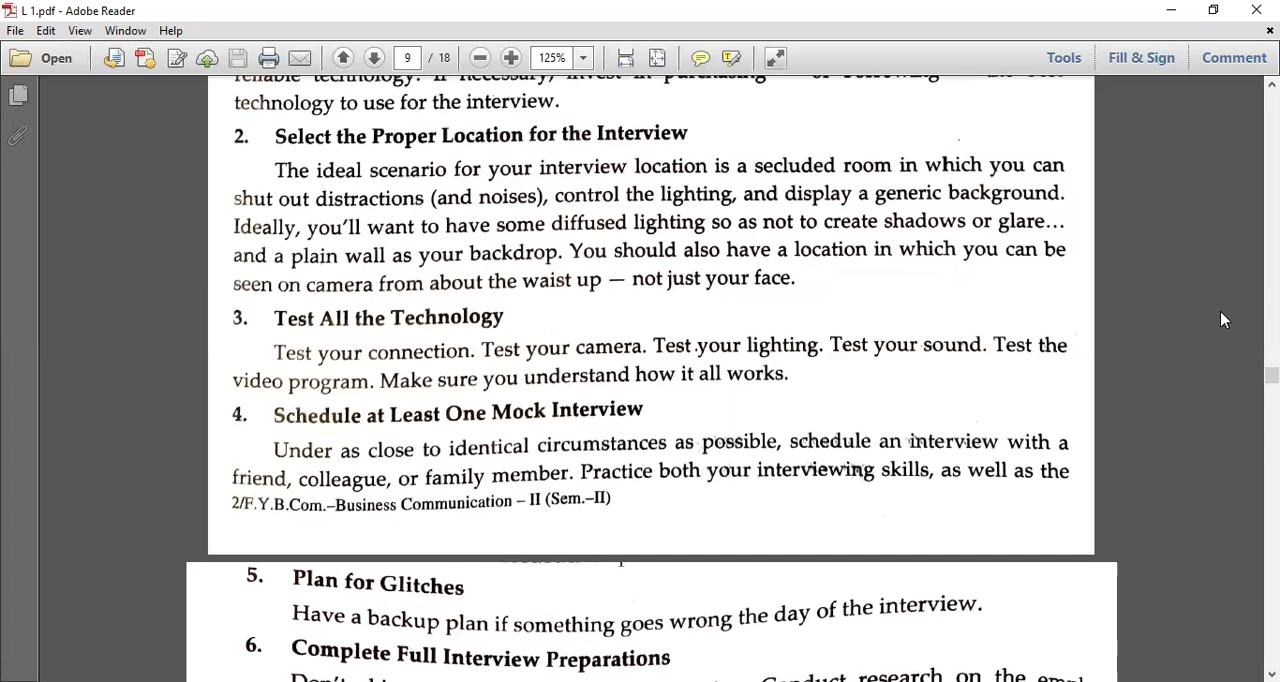 L 1.pdf - Adobe Reader
File Edit View Window Help
Open 9 / 18 125% Tools Fill & Sign Comment
technology to use for the interview.
2. Select the Proper Location for the Interview
The ideal scenario for your interview location is a secluded room in which you can
shut out distractions (and noises), control the lighting, and display a generic background.
Ideally, you'll want to have some diffused lighting so as not to create shadows or glare...
and a plain wall as your backdrop. You should also have a location in which you can be
seen on camera from about the waist up — not just your face.
3. Test All the Technology
Test your connection. Test your camera. Test your lighting. Test your sound. Test the
video program. Make sure you understand how it all works.
4. Schedule at Least One Mock Interview
Under as close to identical circumstances as possible, schedule an interview with a
friend, colleague, or family member. Practice both your interviewing skills, as well as the
2/F.Y.B.Com.–Business Communication – II (Sem.–II)
5. Plan for Glitches
Have a backup plan if something goes wrong the day of the interview.
6. Complete Full Interview Preparations
Conduct research on the